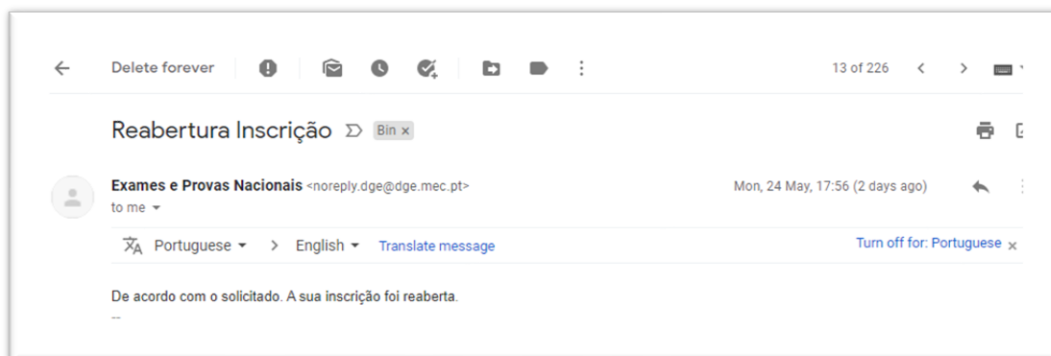 Delete forever
13 of 226
Reabertura Inscrição Bin x
Exames e Provas Nacionais <noreply.dge@dge.mec.pt> Mon, 24 May, 17:56 (2 days ago)
to me
Portuguese > English Translate message Turn off for: Portuguese x
De acordo com o solicitado. A sua inscrição foi reaberta.
--